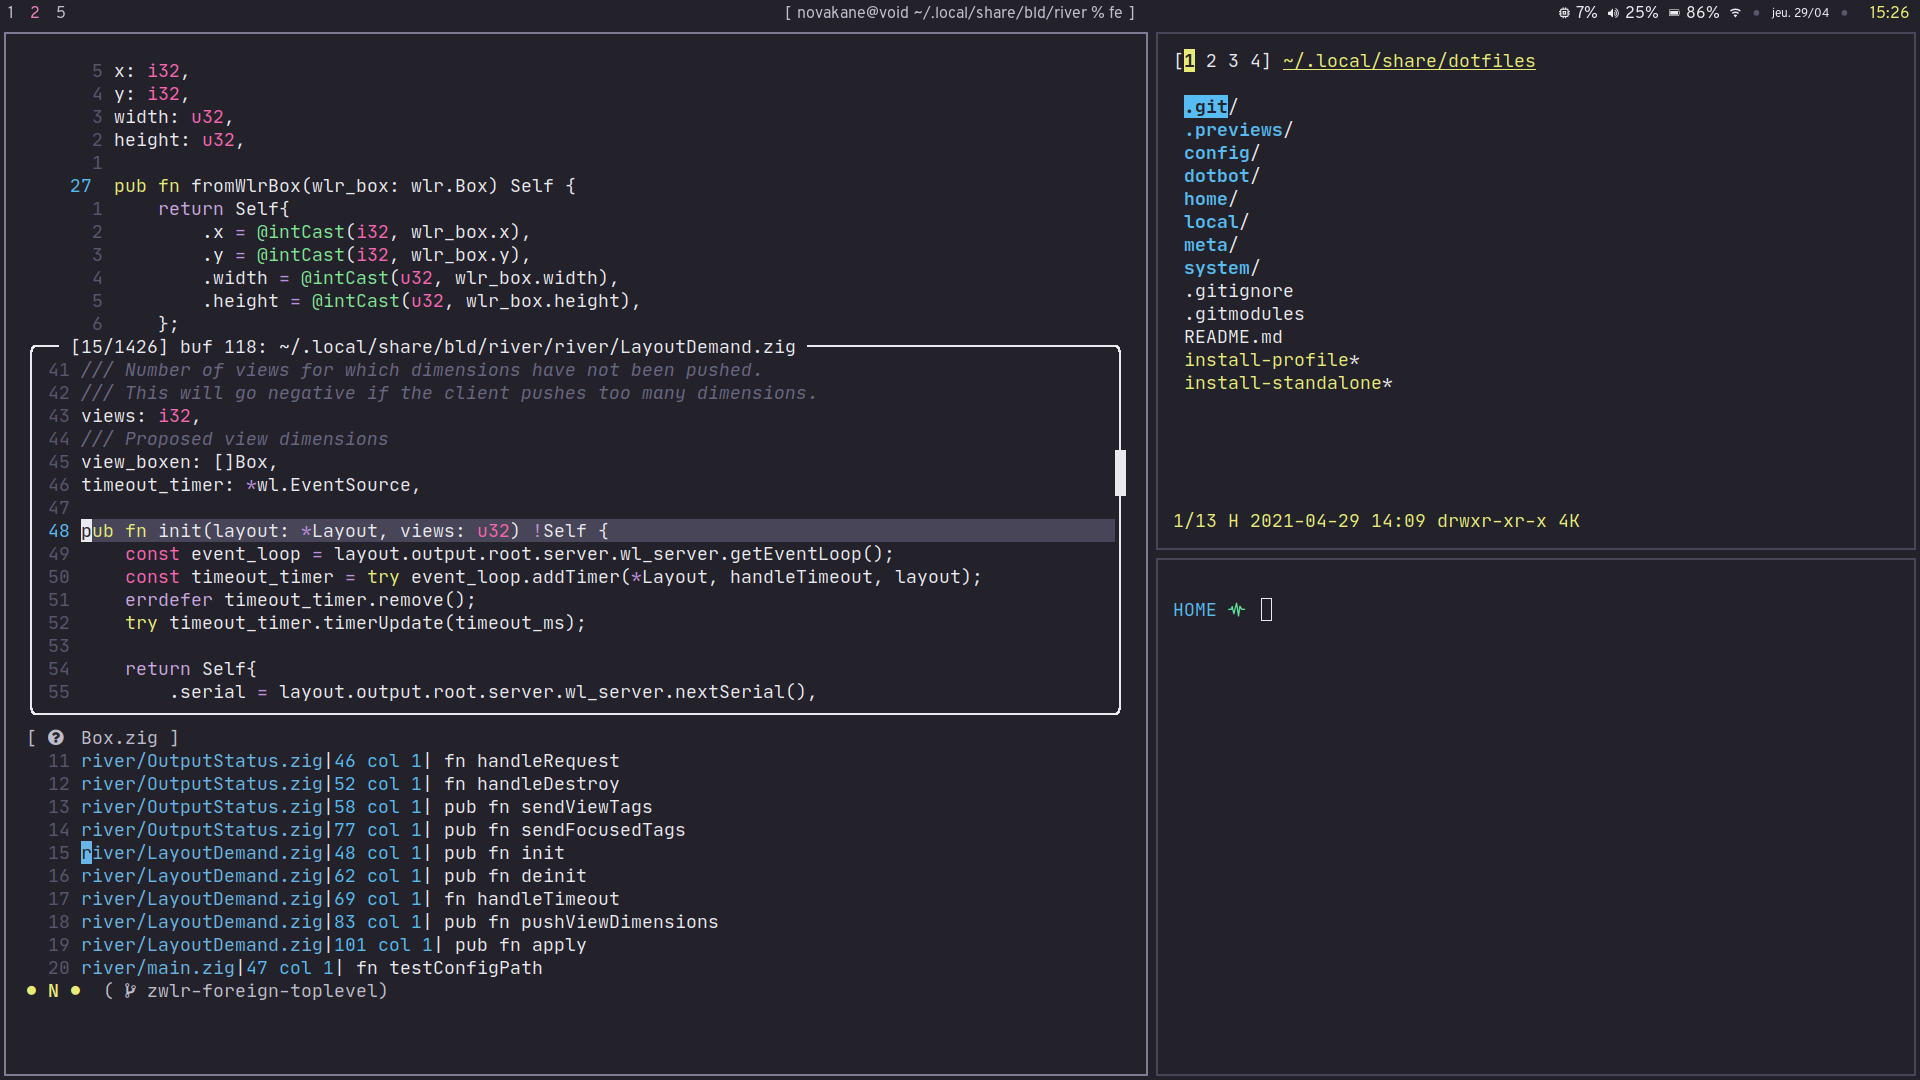 1 2 5
[ novakane@void ~/.local/share/bld/river % fe ]
7% 25% 86% jeu. 29/04 15:26
5 x: i32,
4 y: i32,
3 width: u32,
2 height: u32,
1
27 pub fn fromWlrBox(wlr_box: wlr.Box) Self {
1 return Self{
2 .x = @intCast(i32, wlr_box.x),
3 .y = @intCast(i32, wlr_box.y),
4 .width = @intCast(u32, wlr_box.width),
5 .height = @intCast(u32, wlr_box.height),
6 };
[15/1426] buf 118: ~/.local/share/bld/river/river/LayoutDemand.zig
41 /// Number of views for which dimensions have not been pushed.
42 /// This will go negative if the client pushes too many dimensions.
43 views: i32,
44 /// Proposed view dimensions
45 view_boxen: []Box,
46 timeout_timer: *wl.EventSource,
47
48 pub fn init(layout: *Layout, views: u32) !Self {
49 const event_loop = layout.output.root.server.wl_server.getEventLoop();
50 const timeout_timer = try event_loop.addTimer(*Layout, handleTimeout, layout);
51 errdefer timeout_timer.remove();
52 try timeout_timer.timerUpdate(timeout_ms);
53
54 return Self{
55 .serial = layout.output.root.server.wl_server.nextSerial(),
[ ? Box.zig ]
11 river/OutputStatus.zig|46 col 1| fn handleRequest
12 river/OutputStatus.zig|52 col 1| fn handleDestroy
13 river/OutputStatus.zig|58 col 1| pub fn sendViewTags
14 river/OutputStatus.zig|77 col 1| pub fn sendFocusedTags
15 river/LayoutDemand.zig|48 col 1| pub fn init
16 river/LayoutDemand.zig|62 col 1| pub fn deinit
17 river/LayoutDemand.zig|69 col 1| fn handleTimeout
18 river/LayoutDemand.zig|83 col 1| pub fn pushViewDimensions
19 river/LayoutDemand.zig|101 col 1| pub fn apply
20 river/main.zig|47 col 1| fn testConfigPath
● N ● ( zwlr-foreign-toplevel)
[1 2 3 4] ~/.local/share/dotfiles
.git/
.previews/
config/
dotbot/
home/
local/
meta/
system/
.gitignore
.gitmodules
README.md
install-profile*
install-standalone*
1/13 H 2021-04-29 14:09 drwxr-xr-x 4K
HOME